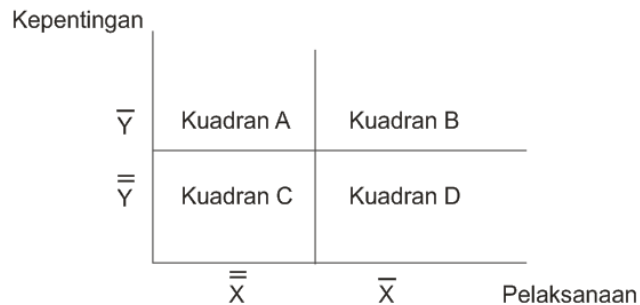 Kepentingan
Y̅ Kuadran A Kuadran B
Y̿ Kuadran C Kuadran D
X̿ X̅ Pelaksanaan